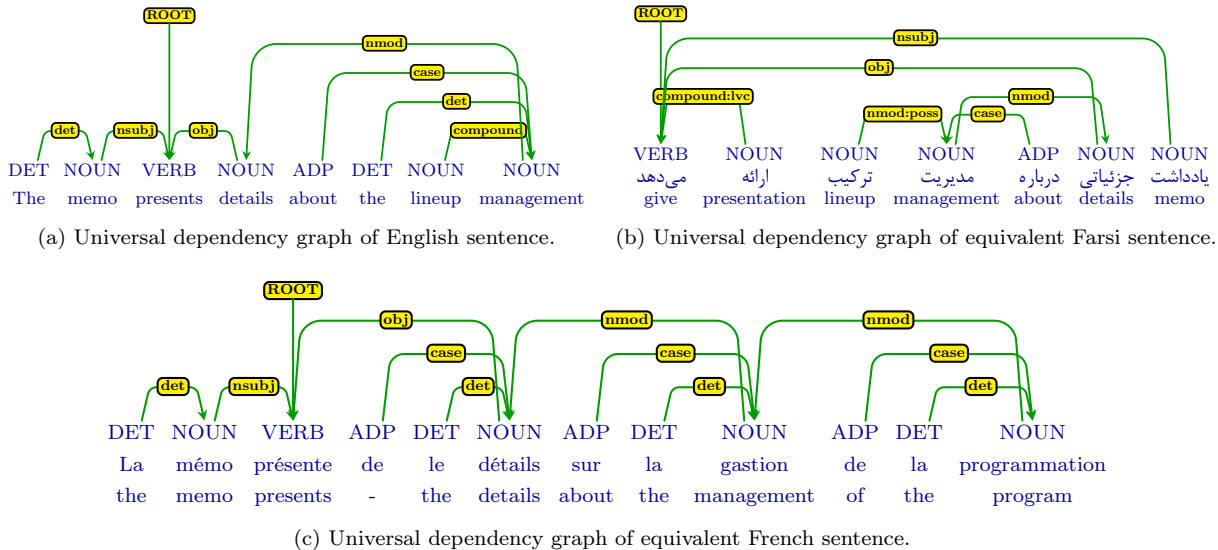 ROOT
nmod
case
det
det nsubj obj compound
DET NOUN VERB NOUN ADP DET NOUN NOUN
The memo presents details about the lineup management
(a) Universal dependency graph of English sentence.
ROOT
nsubj
obj
compound:lvc nmod
nmod:poss case
VERB NOUN NOUN NOUN ADP NOUN NOUN
می‌دهد ارائه ترکیب مدیریت درباره جزئیاتی یادداشت
give presentation lineup management about details memo
(b) Universal dependency graph of equivalent Farsi sentence.
ROOT
obj nmod nmod
case case case
det nsubj det det det
DET NOUN VERB ADP DET NOUN ADP DET NOUN ADP DET NOUN
La mémo présente de le détails sur la gastion de la programmation
the memo presents - the details about the management of the program
(c) Universal dependency graph of equivalent French sentence.